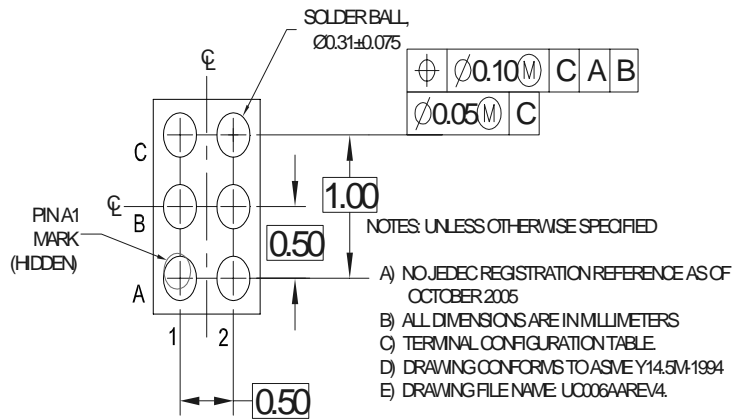 SOLDER BALL,
Ø0.31±0.075
℄
⌖ Ø0.10Ⓜ C A B
Ø0.05Ⓜ C
C
1.00
℄
B
PIN A1
MARK
(HIDDEN)
0.50
NOTES: UNLESS OTHERWISE SPECIFIED
A
A) NO JEDEC REGISTRATION REFERENCE AS OF
OCTOBER 2005
B) ALL DIMENSIONS ARE IN MILLIMETERS
C) TERMINAL CONFIGURATION TABLE.
D) DRAWING CONFORMS TO ASME Y14.5M-1994
E) DRAWING FILE NAME: UC006AAREV4.
1 2
0.50